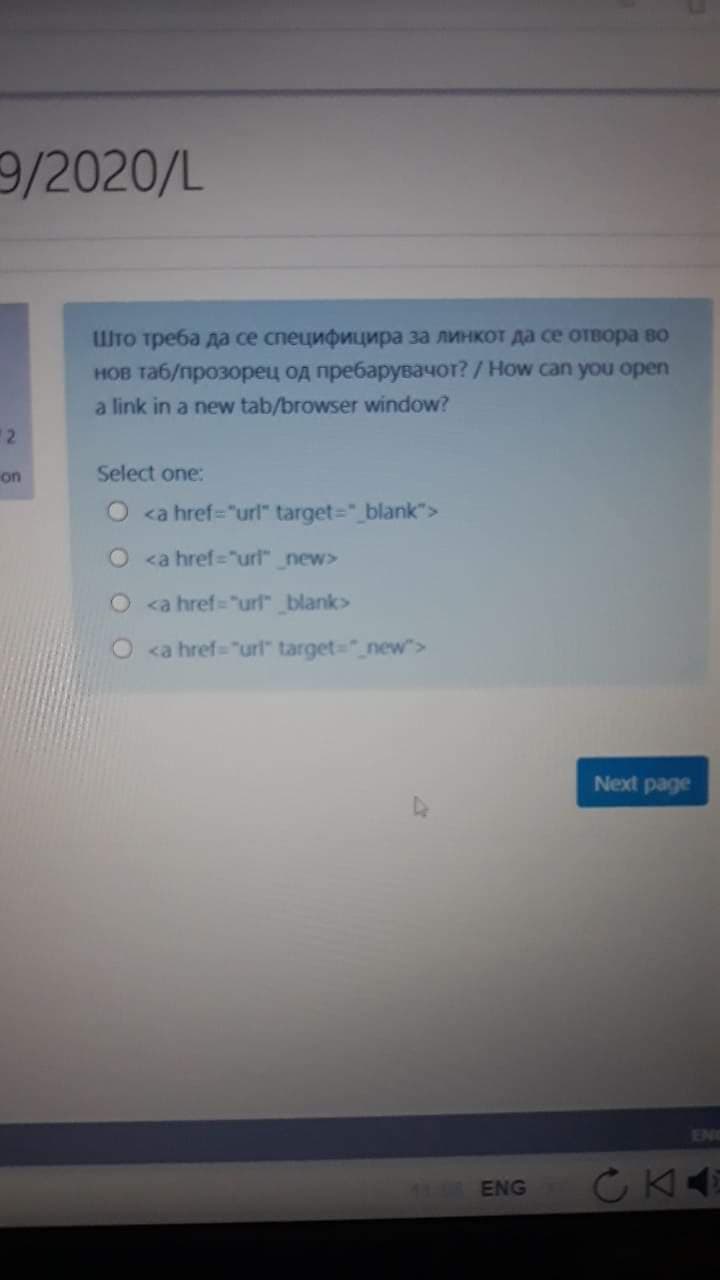 9/2020/L
Што треба да се специфицира за линкот да се отвора во
нов таб/прозорец од пребарувачот? / How can you open
a link in a new tab/browser window?
2
on
Select one:
<a href="url" target="_blank">
<a href="url" _new>
<a href="url" _blank>
<a href="url" target="_new">
Next page
ENG